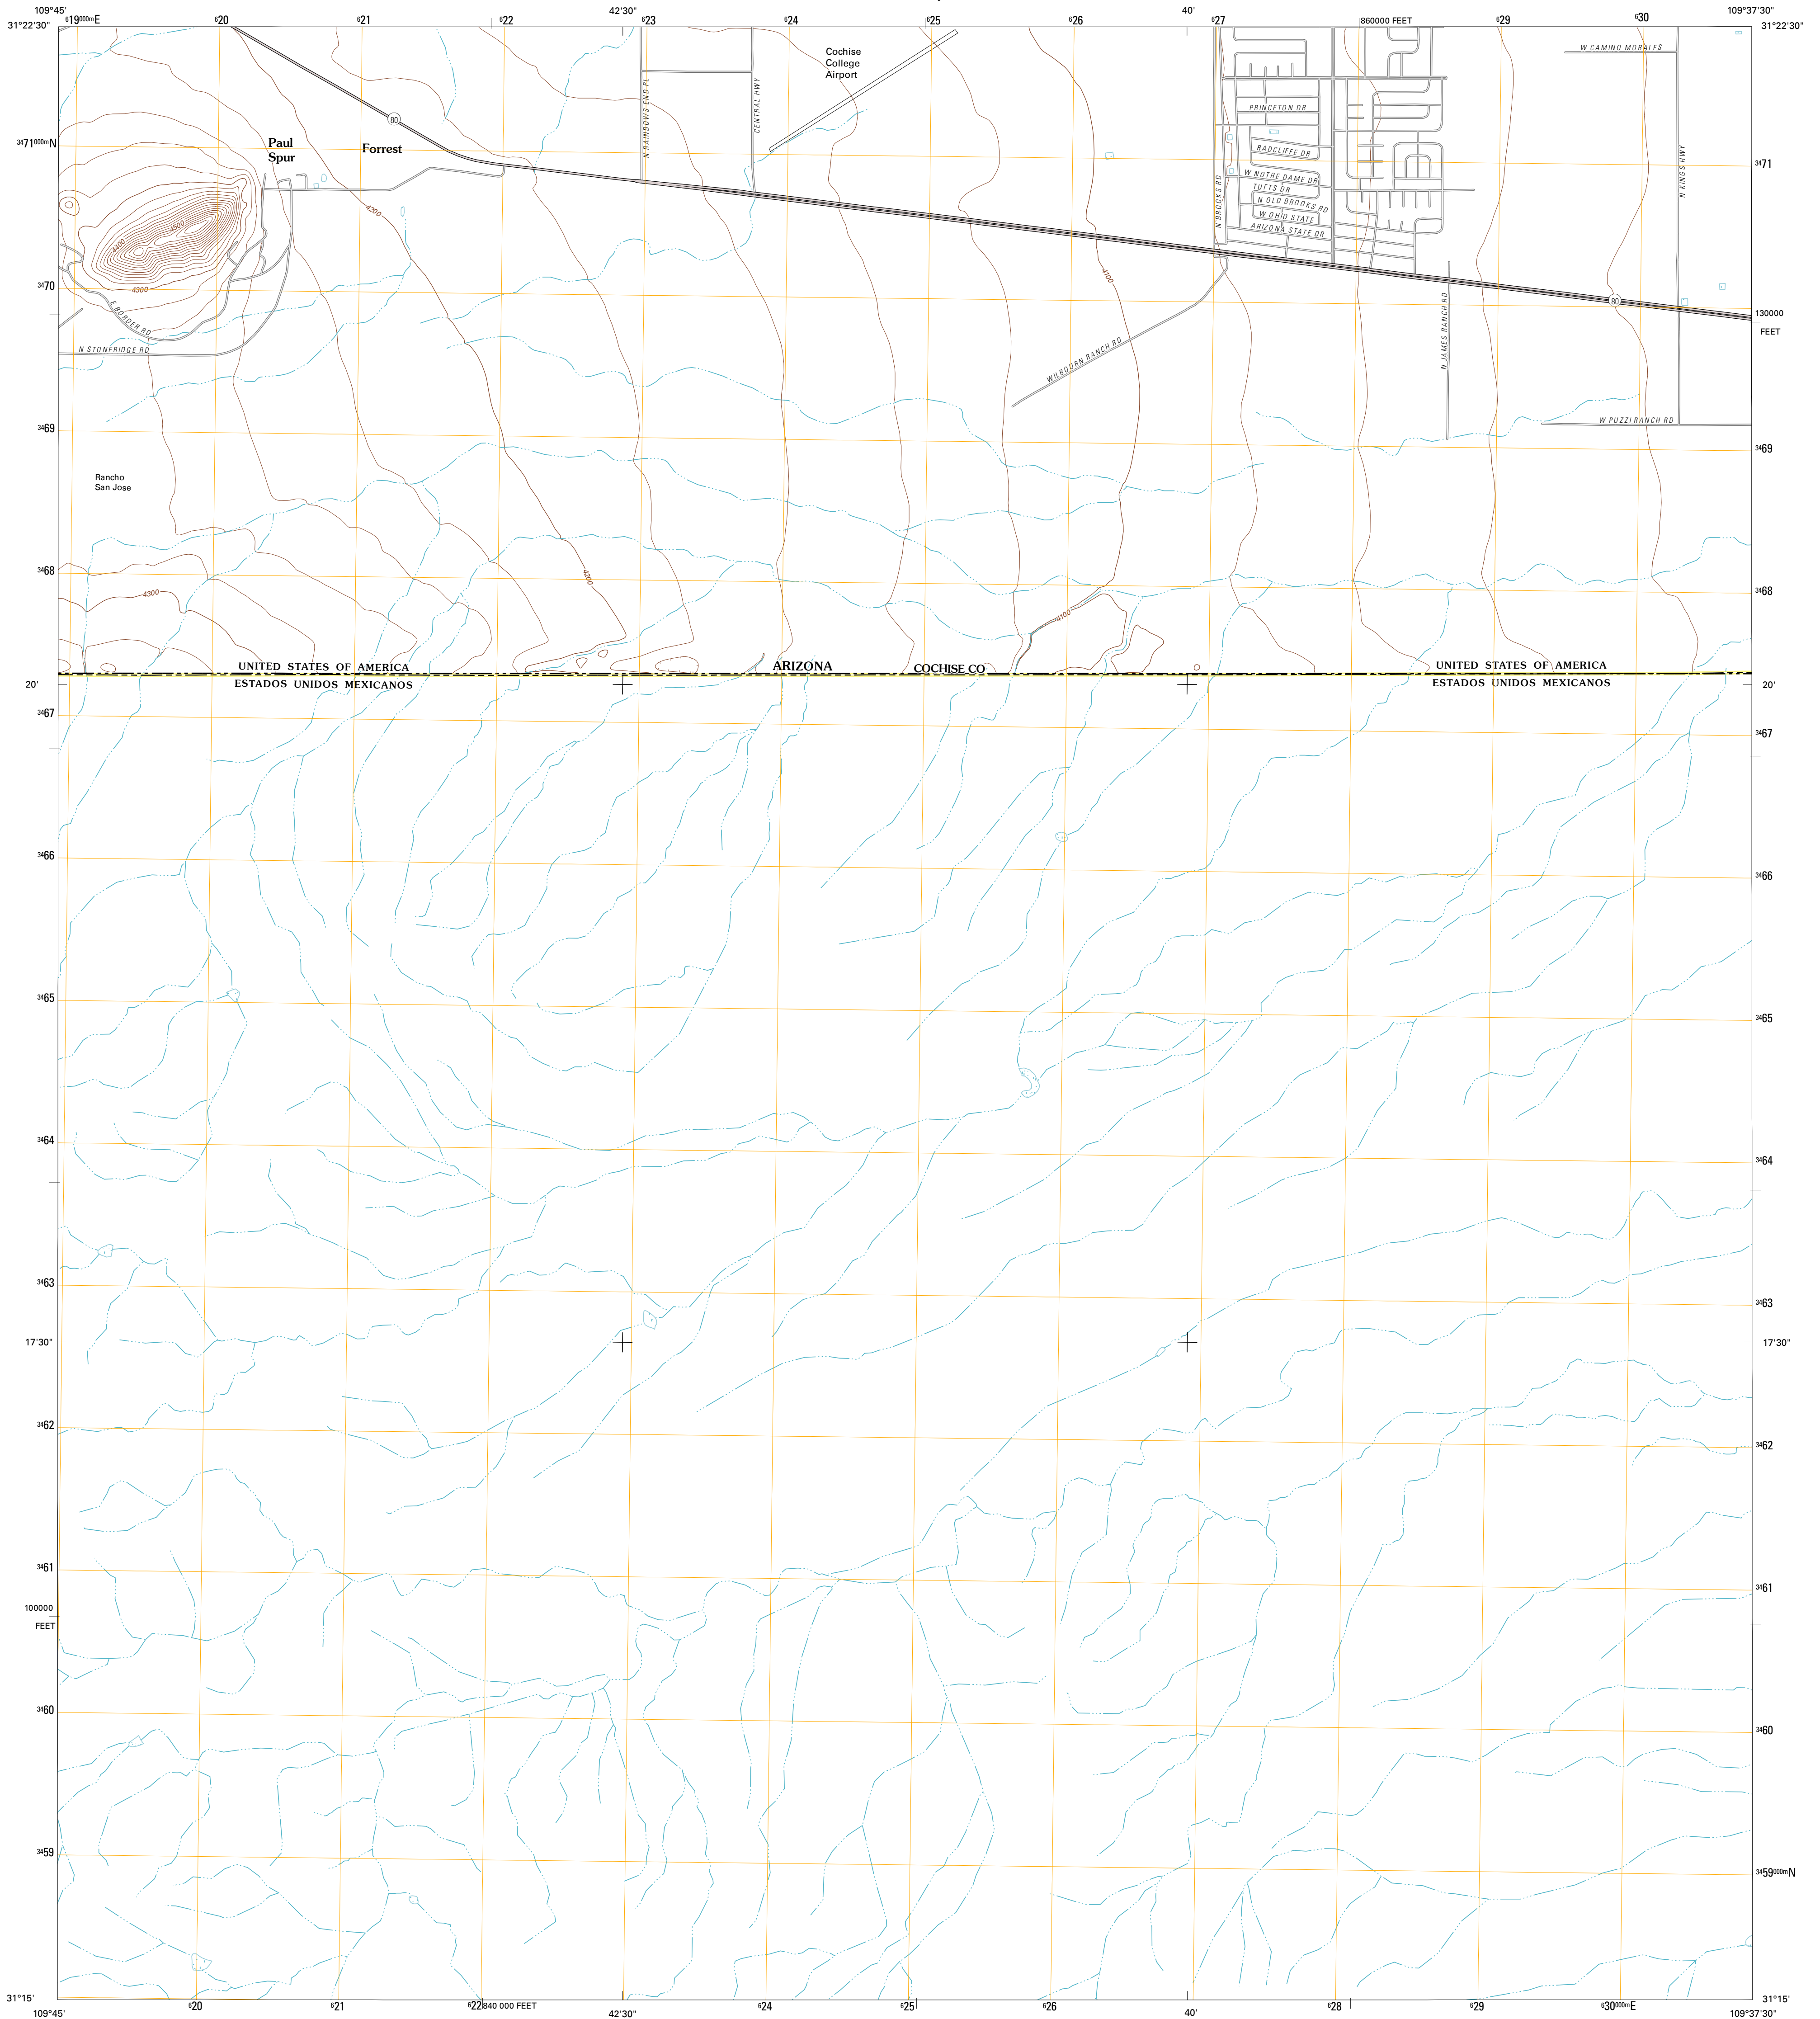 109°45'
⁶19⁰⁰⁰ᵐE
⁶20
⁶21
⁶22
42'30"
⁶23
⁶24
⁶25
⁶26
40'
⁶27
860000 FEET
⁶29
⁶30
109°37'30"
31°22'30"
31°22'30"
Cochise
College
Airport
W CAMINO MORALES
N RAINBOWS END PL
CENTRAL HWY
80
PRINCETON DR
³⁴71⁰⁰⁰ᵐN
Paul
Spur
Forrest
RADCLIFFE DR
N KINGS HWY
³⁴71
W NOTRE DAME DR
TUFTS DR
N OLD BROOKS RD
W OHIO STATE
ARIZONA STATE DR
N BROOKS RD
4200
4500
4400
4300
4100
³⁴70
80
E BORDER RD
N STONERIDGE RD
WILBOURN RANCH RD
N JAMES RANCH RD
130000
FEET
³⁴69
W PUZZI RANCH RD
³⁴69
Rancho
San Jose
³⁴68
4200
4300
4100
³⁴68
UNITED STATES OF AMERICA
ARIZONA
COCHISE CO
UNITED STATES OF AMERICA
ESTADOS UNIDOS MEXICANOS
ESTADOS UNIDOS MEXICANOS
20'
20'
³⁴67
³⁴67
³⁴66
³⁴66
³⁴65
³⁴65
³⁴64
³⁴64
³⁴63
³⁴63
17'30"
17'30"
³⁴62
³⁴62
³⁴61
³⁴61
100000
FEET
³⁴60
³⁴60
³⁴59
³⁴59⁰⁰⁰ᵐN
31°15'
31°15'
109°45'
⁶20
⁶21
⁶22
840 000 FEET
42'30"
⁶24
⁶25
⁶26
40'
⁶28
⁶29
⁶30⁰⁰⁰ᵐE
109°37'30"